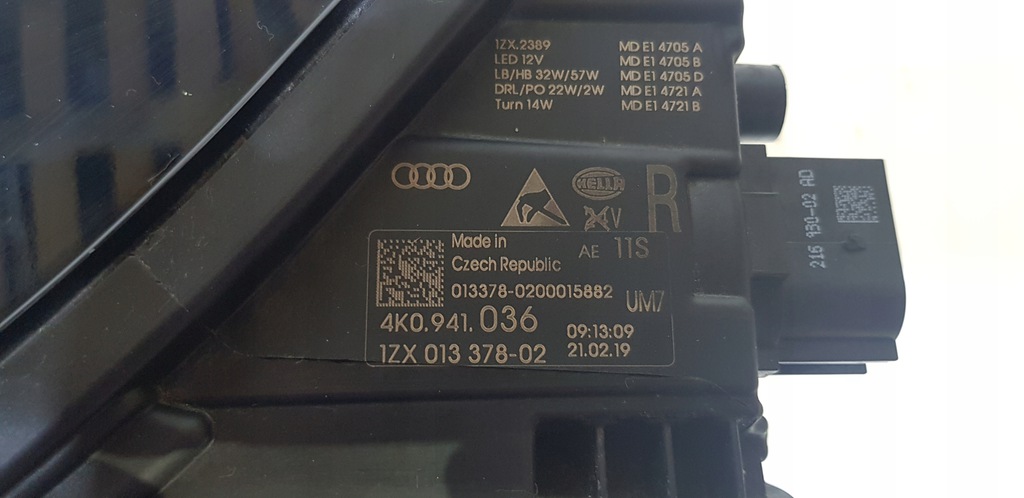 1ZX.2389 MD E1 4705 A
LED 12V MD E1 4705 B
LB/HB 32W/57W MD E1 4705 D
DRL/PO 22W/2W MD E1 4721 A
Turn 14W MD E1 4721 B
HELLA
24V
R
216 930-02 AD
Made in AE 11S
Czech Republic
013378-0200015882
UM7
4K0.941.036
09:13:09
1ZX 013 378-02
21.02.19